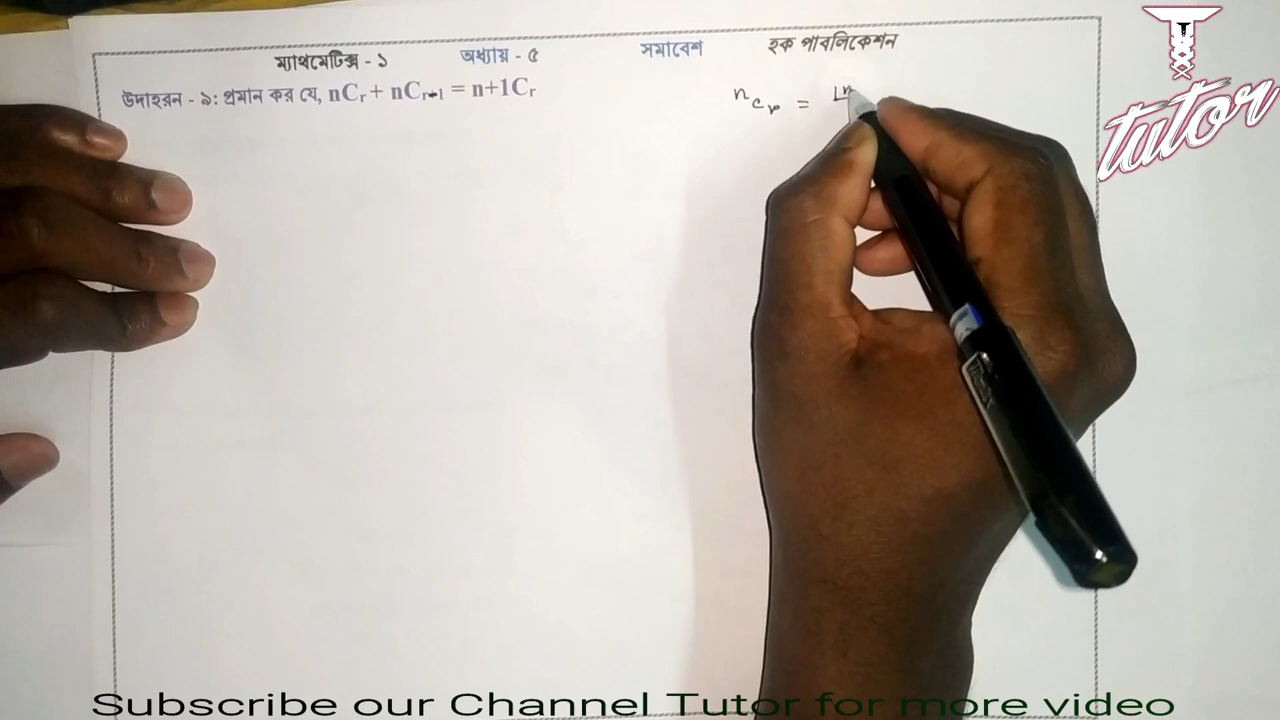 ম্যাথমেটিক্স - ১ অধ্যায় - ৫ সমাবেশ হক পাবলিকেশন
উদাহরন - ৯: প্রমান কর যে, nCr + nCr-1 = n+1Cr
nCr = ⌊n
T
tutor
Subscribe our Channel Tutor for more video